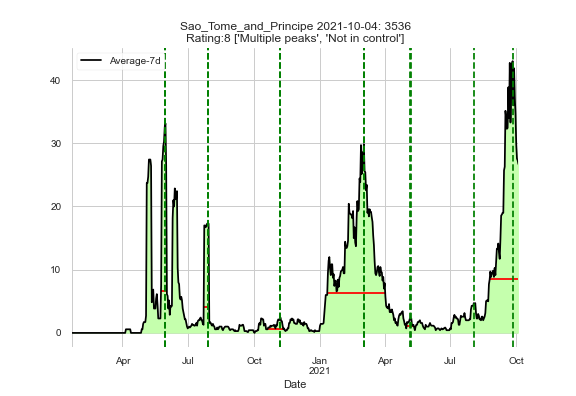 Sao_Tome_and_Principe 2021-10-04: 3536
Rating:8 ['Multiple peaks', 'Not in control']
Average-7d
40
30
20
10
0
Apr Jul Oct Jan Apr Jul Oct
2021
Date